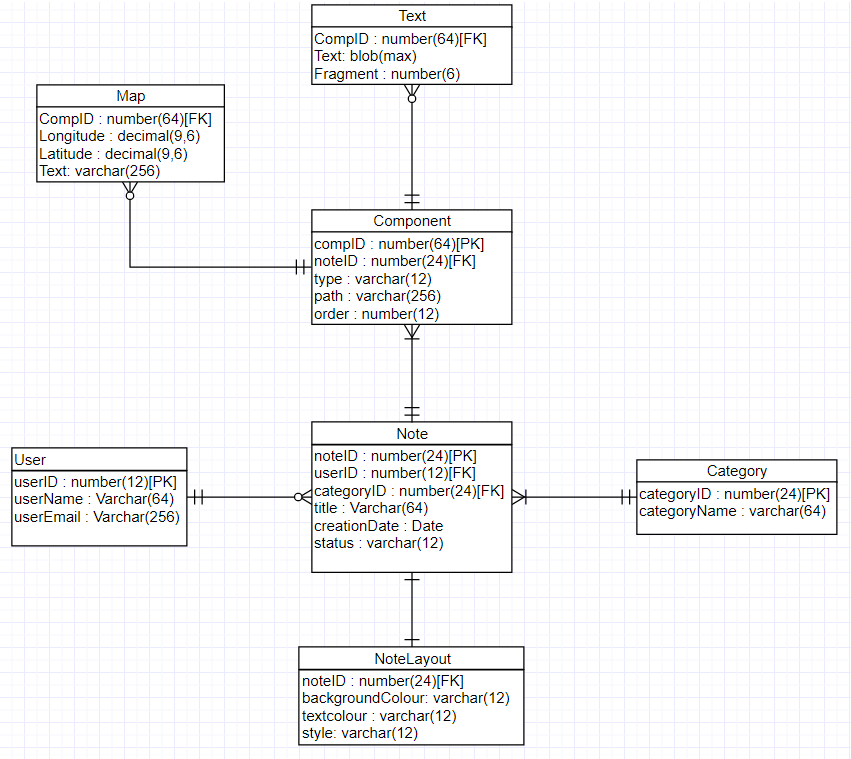 Text
CompID : number(64)[FK]
Text: blob(max)
Fragment : number(6)
Map
CompID : number(64)[FK]
Longitude : decimal(9,6)
Latitude : decimal(9,6)
Text: varchar(256)
Component
compID : number(64)[PK]
noteID : number(24)[FK]
type : varchar(12)
path : varchar(256)
order : number(12)
Note
noteID : number(24)[PK]
userID : number(12)[FK]
categoryID : number(24)[FK]
title : Varchar(64)
creationDate : Date
status : varchar(12)
User
userID : number(12)[PK]
userName : Varchar(64)
userEmail : Varchar(256)
Category
categoryID : number(24)[PK]
categoryName : varchar(64)
NoteLayout
noteID : number(24)[FK]
backgroundColour: varchar(12)
textcolour : varchar(12)
style: varchar(12)